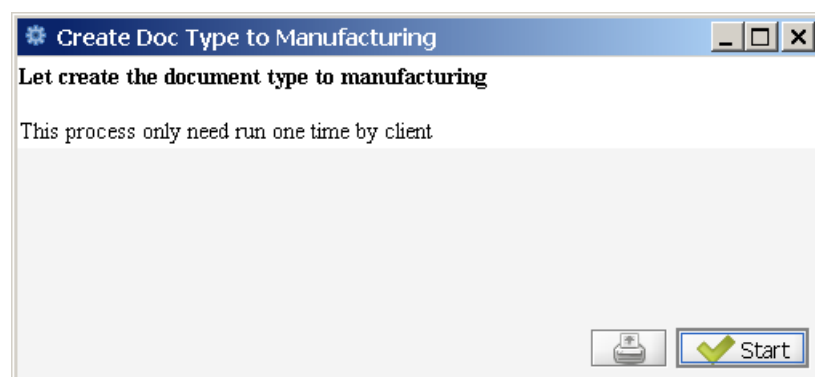 Create Doc Type to Manufacturing
Let create the document type to manufacturing
This process only need run one time by client
Start